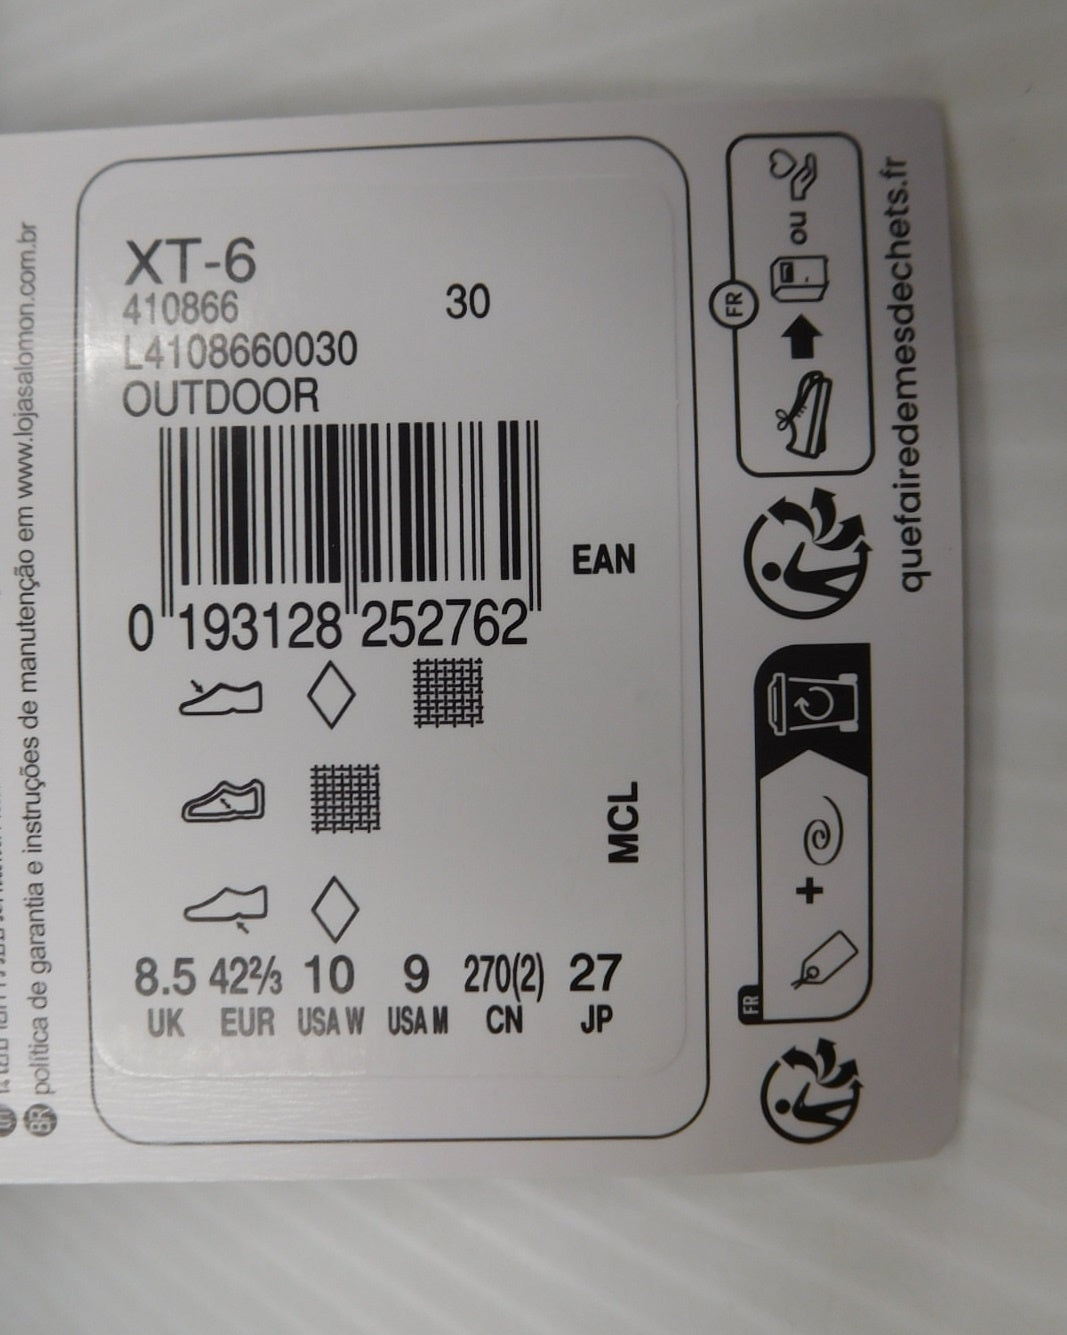 XT-6
410866 30
L4108660030
OUTDOOR
EAN
0 193128 252762
MCL
8.5 42⅔ 10 9 270(2) 27
UK EUR USA W USA M CN JP
BR política de garantia e instruções de manutenção em www.lojasalomon.com.br
FR
ou
quefairedemesdechets.fr
FR
+